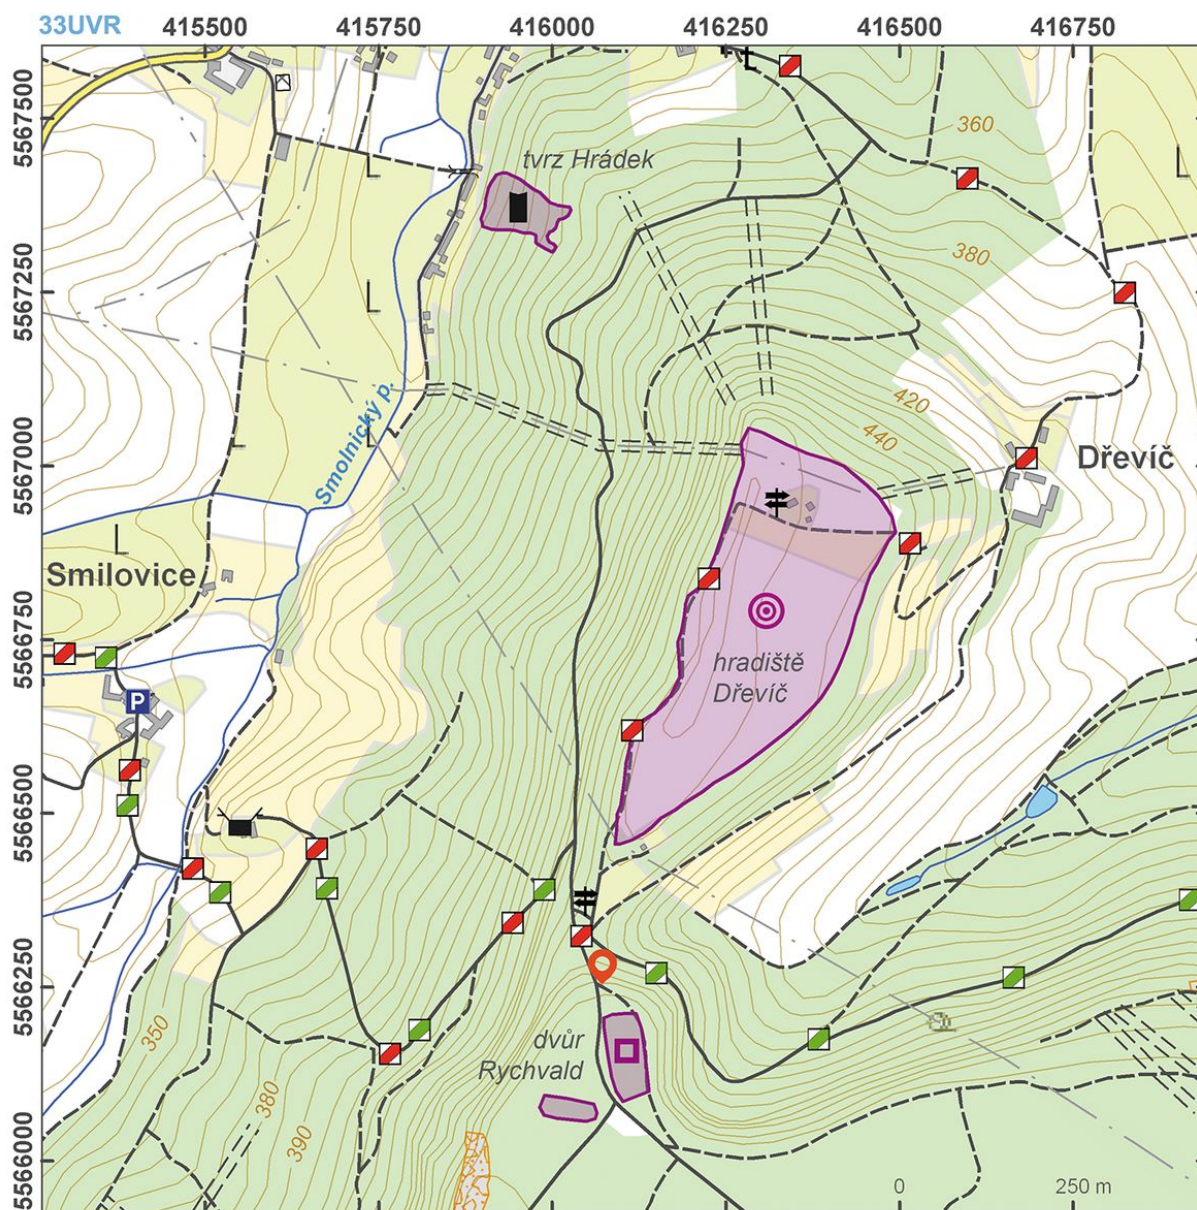 33UVR
415500
415750
416000
416250
416500
416750
5567500
5567250
5567000
5566750
5566500
5566250
5566000
tvrz Hrádek
360
380
420
440
Dřevíč
Smolnický p.
Smilovice
P
hradiště
Dřevíč
350
dvůr
Rychvald
380
390
0
250 m